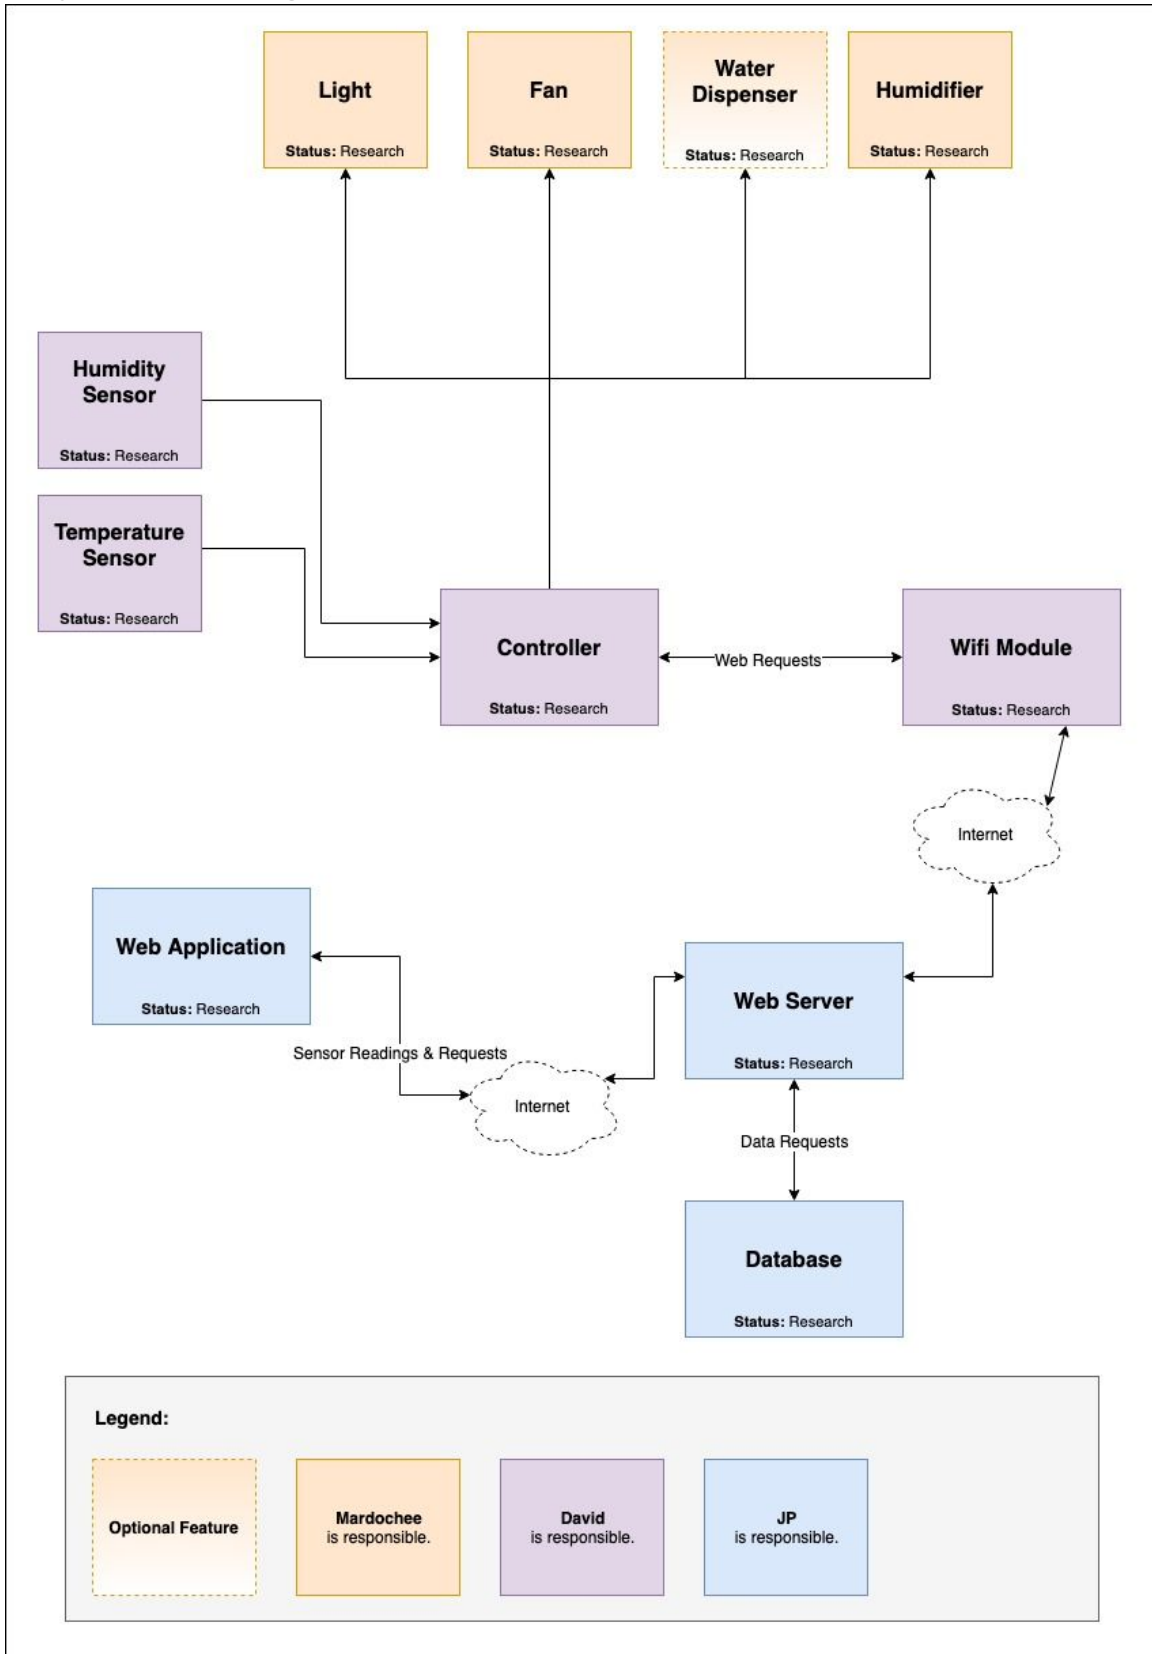 Light
Status: Research
Fan
Status: Research
Water
Dispenser
Status: Research
Humidifier
Status: Research
Humidity
Sensor
Status: Research
Temperature
Sensor
Status: Research
Controller
Status: Research
Web Requests
Wifi Module
Status: Research
Internet
Web Application
Status: Research
Sensor Readings & Requests
Internet
Web Server
Status: Research
Data Requests
Database
Status: Research
Legend:
Optional Feature
Mardochee
is responsible.
David
is responsible.
JP
is responsible.